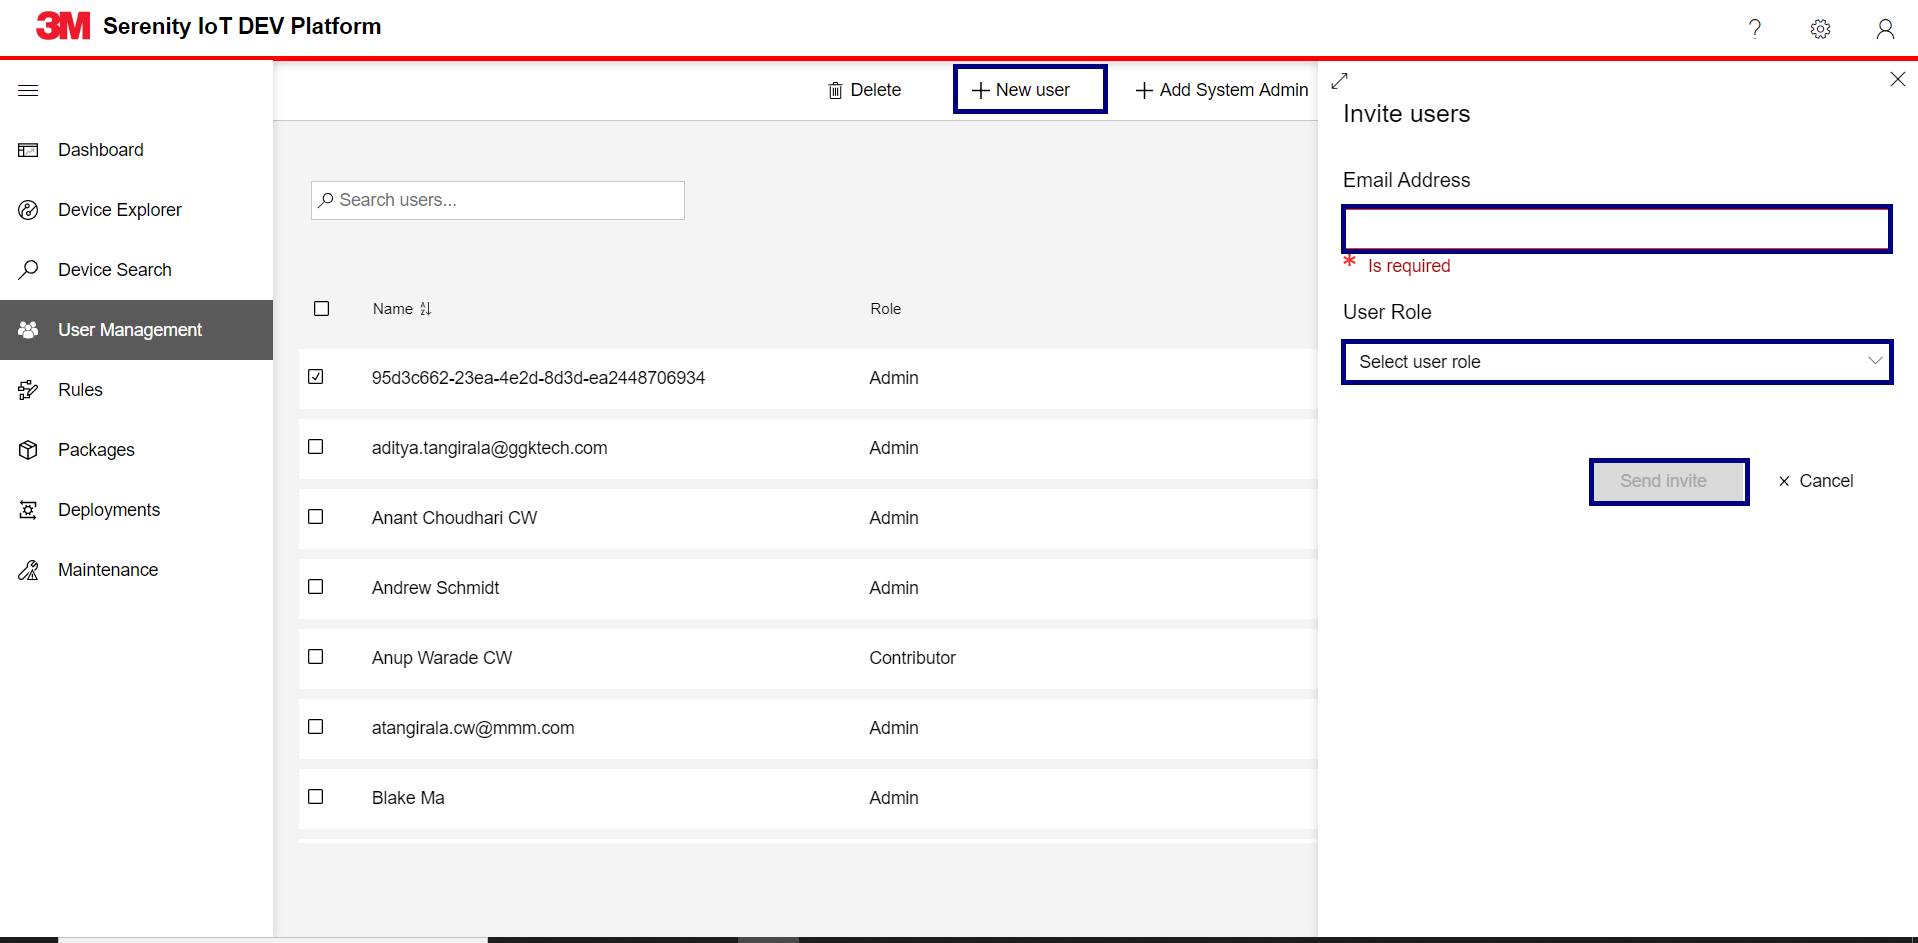 3M Serenity IoT DEV Platform
?
Dashboard
Device Explorer
Device Search
User Management
Rules
Packages
Deployments
Maintenance
Delete
+ New user
+ Add System Admin
Search users...
Name
Role
95d3c662-23ea-4e2d-8d3d-ea2448706934 Admin
aditya.tangirala@ggktech.com Admin
Anant Choudhari CW Admin
Andrew Schmidt Admin
Anup Warade CW Contributor
atangirala.cw@mmm.com Admin
Blake Ma Admin
Invite users
Email Address
* Is required
User Role
Select user role
Send invite
Cancel